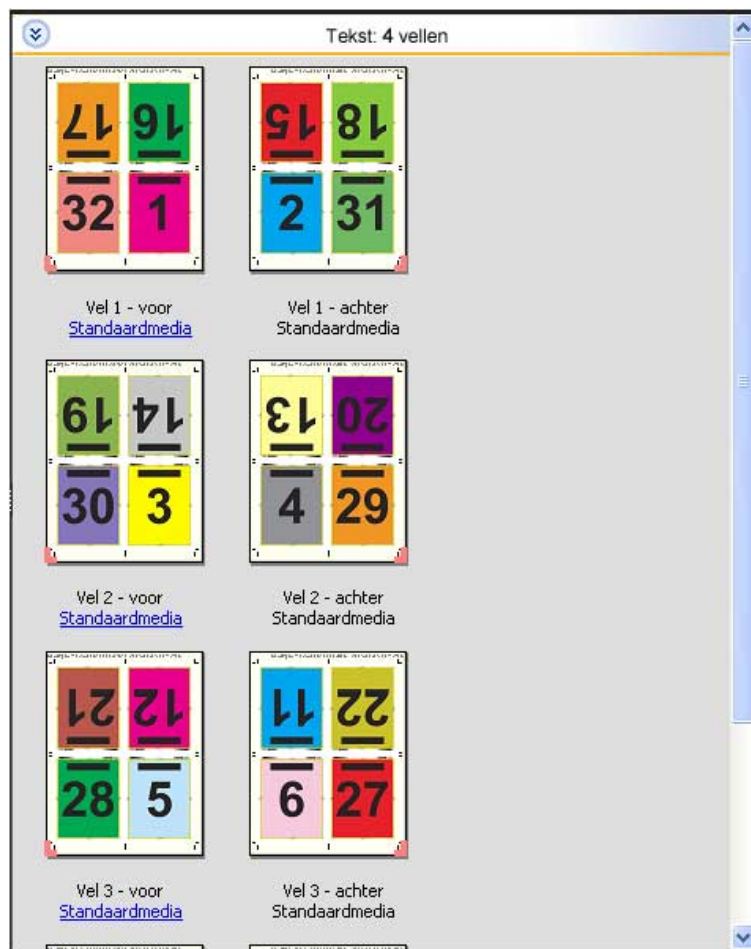 Tekst: 4 vellen
17 16
32 1
15 18
2 31
Vel 1 - voor
Standaardmedia
Vel 1 - achter
Standaardmedia
19 14
30 3
13 20
4 29
Vel 2 - voor
Standaardmedia
Vel 2 - achter
Standaardmedia
21 12
28 5
11 22
6 27
Vel 3 - voor
Standaardmedia
Vel 3 - achter
Standaardmedia